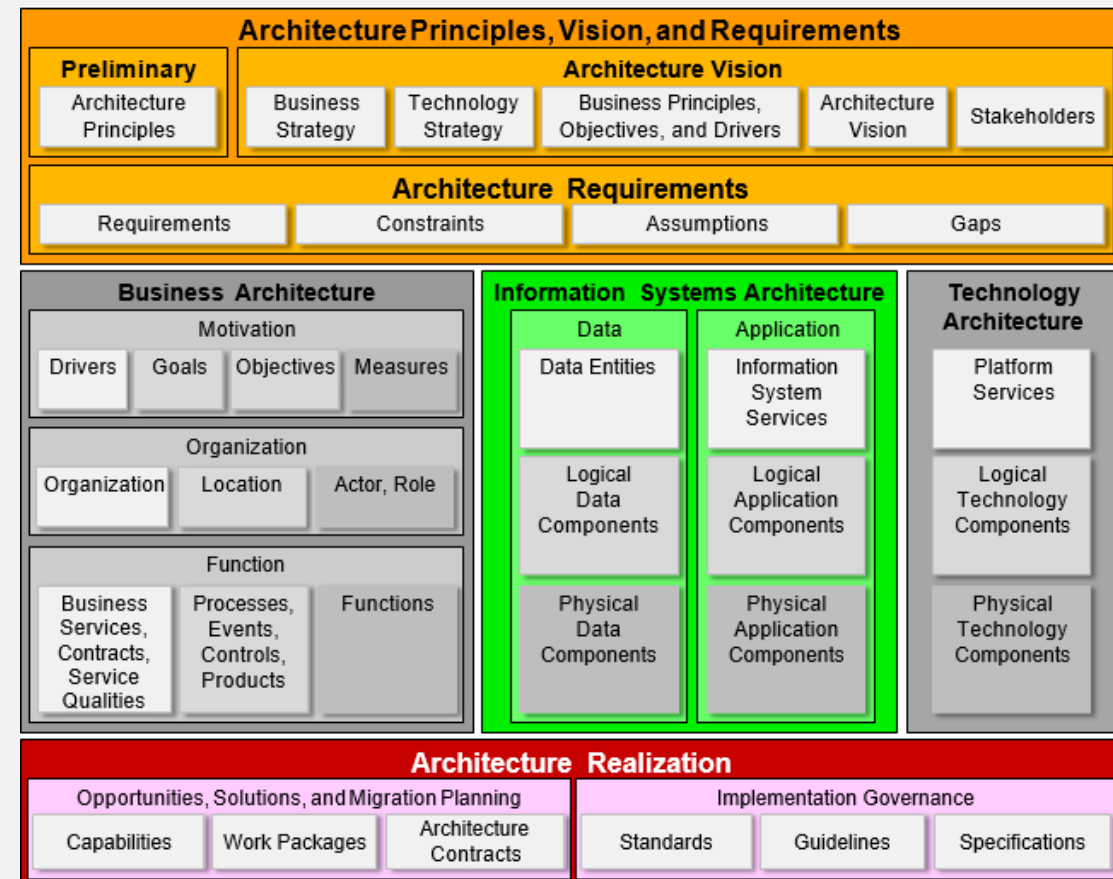 Architecture Principles, Vision, and Requirements
Preliminary
Architecture
Principles
Architecture Vision
Business
Strategy
Technology
Strategy
Business Principles,
Objectives, and Drivers
Architecture
Vision
Stakeholders
Architecture Requirements
Requirements
Constraints
Assumptions
Gaps
Business Architecture
Motivation
Drivers
Goals
Objectives
Measures
Organization
Organization
Location
Actor, Role
Function
Business
Services,
Contracts,
Service
Qualities
Processes,
Events,
Controls,
Products
Functions
Information Systems Architecture
Data
Data Entities
Logical
Data
Components
Physical
Data
Components
Application
Information
System
Services
Logical
Application
Components
Physical
Application
Components
Technology
Architecture
Platform
Services
Logical
Technology
Components
Physical
Technology
Components
Architecture Realization
Opportunities, Solutions, and Migration Planning
Capabilities
Work Packages
Architecture
Contracts
Implementation Governance
Standards
Guidelines
Specifications